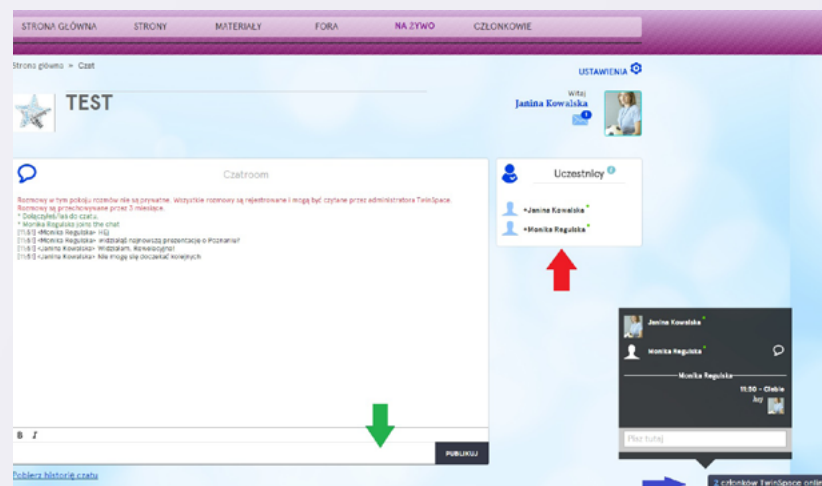 STRONA GŁÓWNA STRONY MATERIAŁY FORA NA ŻYWO CZŁONKOWIE
Strona główna » Czat
USTAWIENIA
TEST
Witaj
Janina Kowalska
1
Czatroom
Rozmowy w tym pokoju rozmów nie są prywatne. Wszystkie rozmowy są rejestrowane i mogą być czytane przez administratora TwinSpace.
Rozmowy są przechowywane przez 3 miesiące.
* Dołączyłeś/łaś do czatu.
* Monika Regulska joins the chat
[11:51] <Monika Regulska> Hej
[11:51] <Monika Regulska> Widziałaś najnowszą prezentację o Poznaniu?
[11:51] <Janina Kowalska> Widziałam. Rewelacyjna!
[11:51] <Janina Kowalska> Nie mogę się doczekać kolejnych
B I
PUBLIKUJ
Pobierz historię czatu
Uczestnicy
Janina Kowalska
Monika Regulska
Janina Kowalska
Monika Regulska
Monika Regulska
11:50 - Ciebie
hej
Pisz tutaj
2 członków TwinSpace online